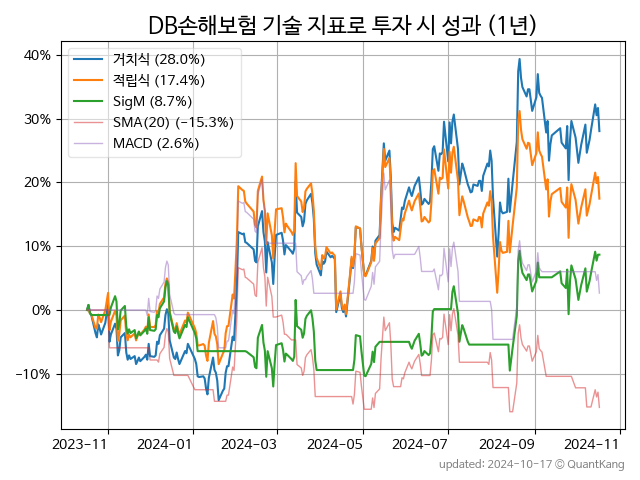 DB손해보험 기술 지표로 투자 시 성과 (1년)
거치식 (28.0%)
적립식 (17.4%)
SigM (8.7%)
SMA(20) (−15.3%)
MACD (2.6%)
40%
30%
20%
10%
0%
−10%
2023-11 2024-01 2024-03 2024-05 2024-07 2024-09 2024-11
updated: 2024-10-17 © QuantKang